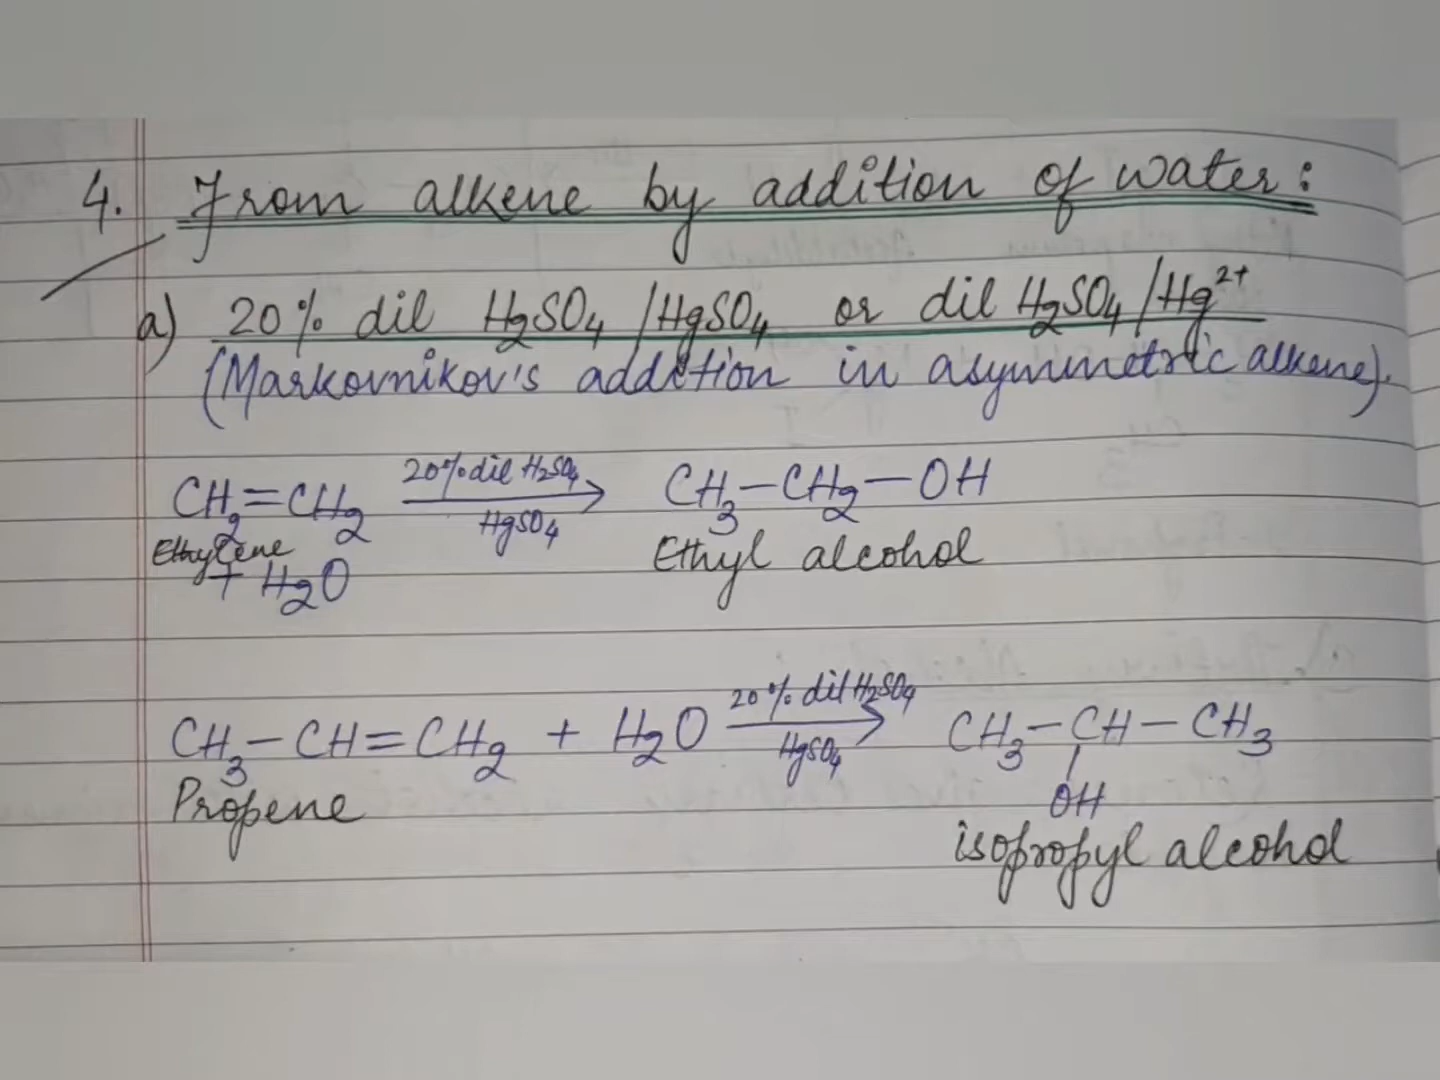 4. From alkene by addition of water:
a) 20% dil H₂SO₄ /HgSO₄ or dil H₂SO₄/Hg²⁺
(Markovnikov's addition in asymmetric alkene).
CH₂=CH₂ 20% dil H₂SO₄ HgSO₄ → CH₃-CH₂-OH
Ethylene Ethyl alcohol
+ H₂O
CH₃-CH=CH₂ + H₂O 20% dil H₂SO₄ HgSO₄ → CH₃-CH-CH₃
OH
Propene
isopropyl alcohol